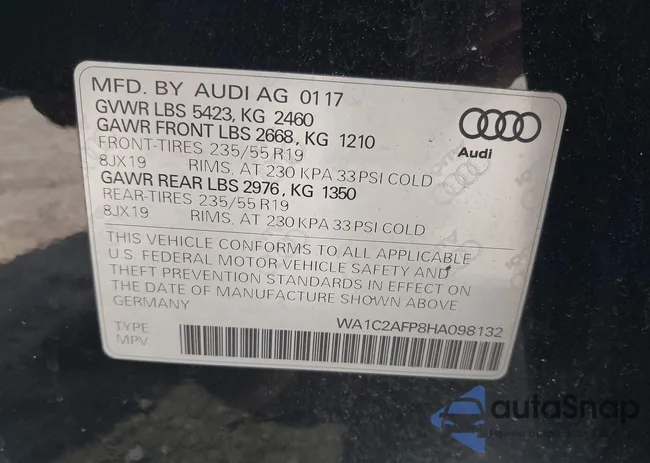 MFD. BY AUDI AG 01 17
GVWR LBS 5423, KG 2460
GAWR FRONT LBS 2668, KG 1210
FRONT-TIRES 235/55 R19
8JX19 RIMS, AT 230 KPA 33 PSI COLD
GAWR REAR LBS 2976, KG 1350
REAR-TIRES 235/55 R19
8JX19 RIMS, AT 230 KPA 33 PSI COLD
THIS VEHICLE CONFORMS TO ALL APPLICABLE
U.S. FEDERAL MOTOR VEHICLE SAFETY AND
THEFT PREVENTION STANDARDS IN EFFECT ON
THE DATE OF MANUFACTURE SHOWN ABOVE
GERMANY
Audi
WA1C2AFP8HA098132
TYPE
MPV
autoSnap